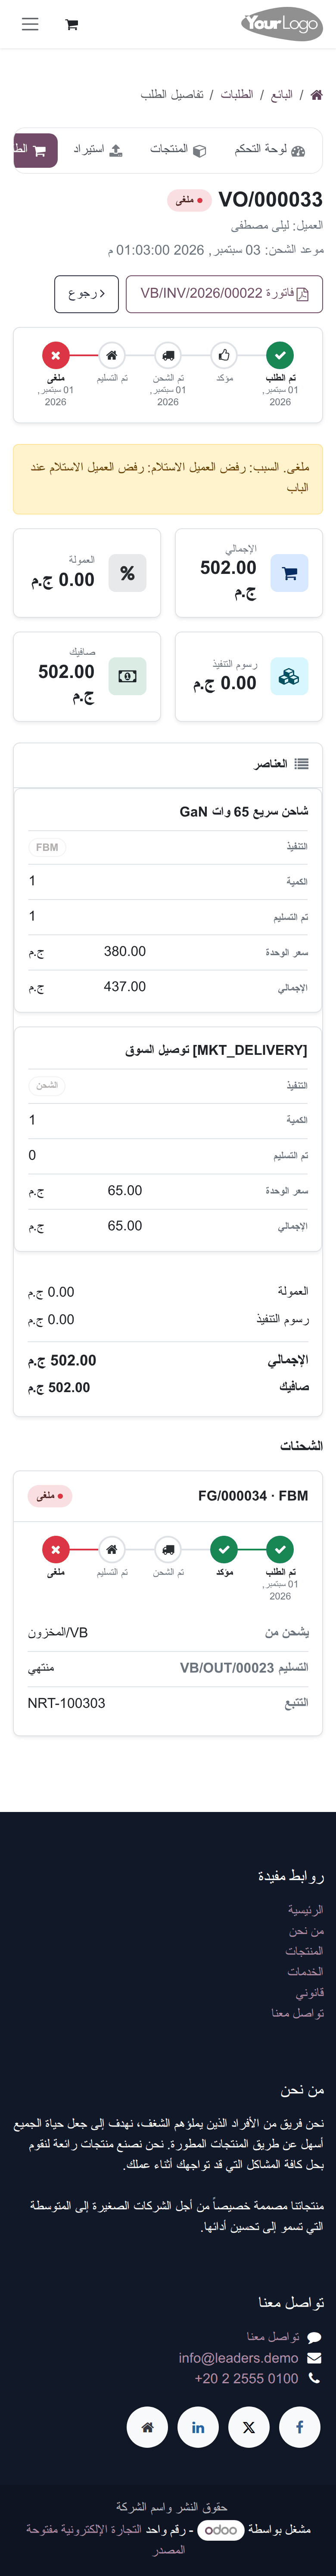 YourLogo
البائع / الطلبات / تفاصيل الطلب
لوحة التحكم المنتجات استيراد الطل
VO/000033 ملغى
العميل: ليلى مصطفى
موعد الشحن: 03 سبتمبر, 2026 01:03:00 م
فاتورة VB/INV/2026/00022 رجوع
تم الطلب مؤكد تم الشحن تم التسليم ملغى
01 سبتمبر, 2026 01 سبتمبر, 2026 01 سبتمبر, 2026
ملغى. السبب: رفض العميل الاستلام: رفض العميل الاستلام عند
الباب
الإجمالي
502.00
ج.م
العمولة
0.00 ج.م
رسوم التنفيذ
0.00 ج.م
صافيك
502.00
ج.م
العناصر
شاحن سريع 65 وات GaN
التنفيذ FBM
الكمية 1
تم التسليم 1
سعر الوحدة 380.00 ج.م
الإجمالي 437.00 ج.م
[MKT_DELIVERY] توصيل السوق
التنفيذ الشحن
الكمية 1
تم التسليم 0
سعر الوحدة 65.00 ج.م
الإجمالي 65.00 ج.م
العمولة 0.00 ج.م
رسوم التنفيذ 0.00 ج.م
الإجمالي 502.00 ج.م
صافيك 502.00 ج.م
الشحنات
FG/000034 · FBM ملغى
تم الطلب مؤكد تم الشحن تم التسليم ملغى
01 سبتمبر,
2026
يشحن من VB/المخزون
التسليم VB/OUT/00023 منتهي
التتبع NRT-100303
روابط مفيدة
الرئيسية
من نحن
المنتجات
الخدمات
قانوني
تواصل معنا
من نحن
نحن فريق من الأفراد الذين يملؤهم الشغف، نهدف إلى جعل حياة الجميع
أسهل عن طريق المنتجات المطورة. نحن نصنع منتجات رائعة لنقوم
بحل كافة المشاكل التي قد تواجهك أثناء عملك.
منتجاتنا مصممة خصيصاً من أجل الشركات الصغيرة إلى المتوسطة
التي تسمو إلى تحسين أدائها.
تواصل معنا
تواصل معنا
info@leaders.demo
+20 2 2555 0100
حقوق النشر واسم الشركة
مشغل بواسطة odoo - رقم واحد التجارة الإلكترونية مفتوحة
المصدر